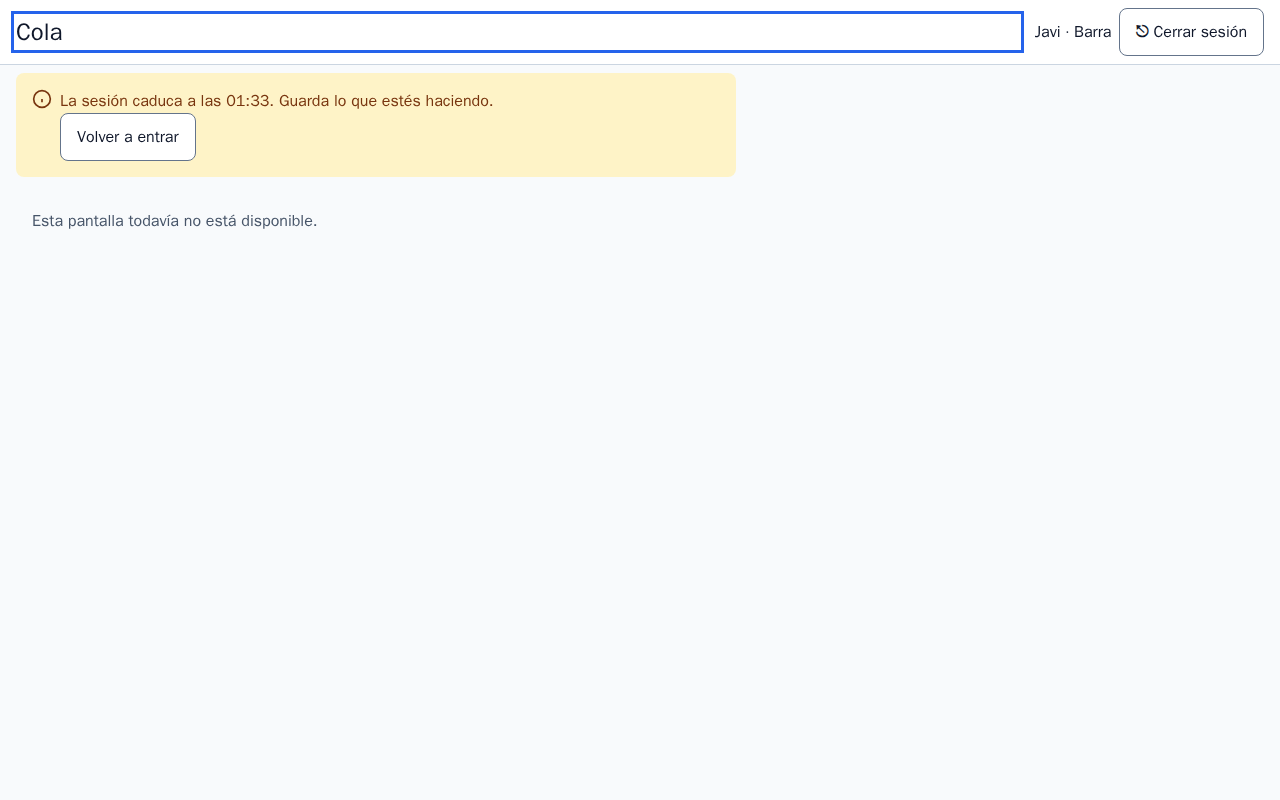 Cola
Javi · Barra
Cerrar sesión
La sesión caduca a las 01:33. Guarda lo que estés haciendo.
Volver a entrar
Esta pantalla todavía no está disponible.